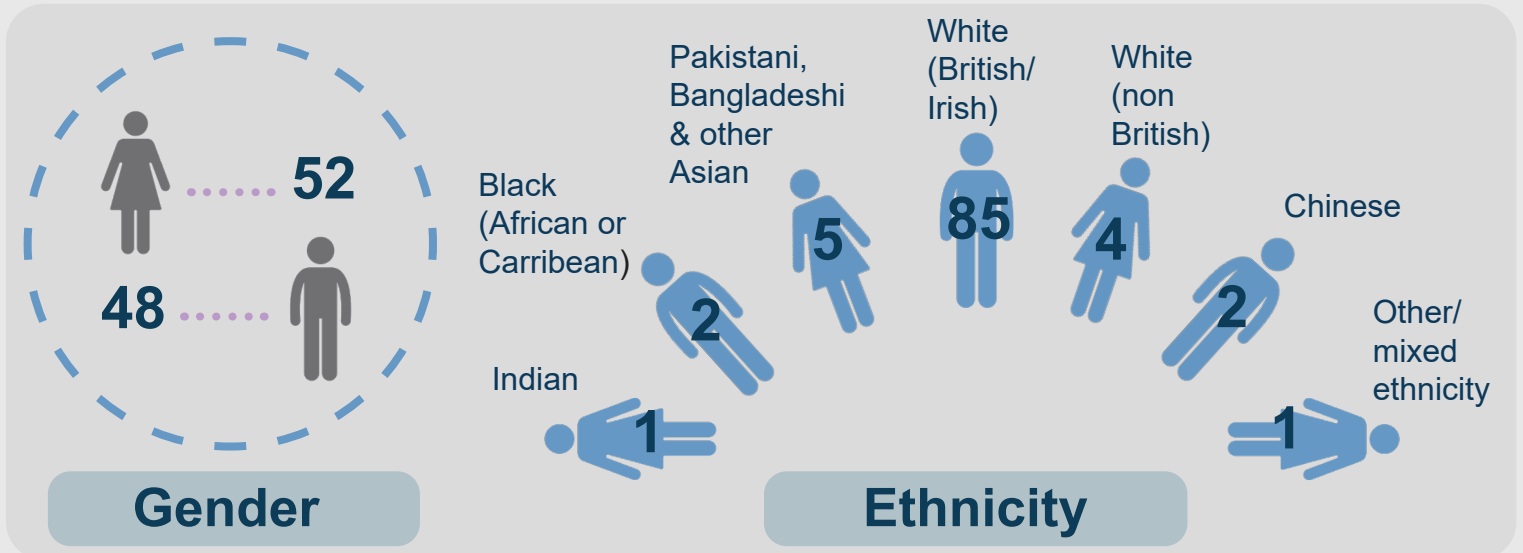 52
48
Gender
Indian
1
Black
(African or
Carribean)
2
Pakistani,
Bangladeshi
& other
Asian
5
White
(British/
Irish)
85
White
(non
British)
4
Chinese
2
Other/
mixed
ethnicity
1
Ethnicity